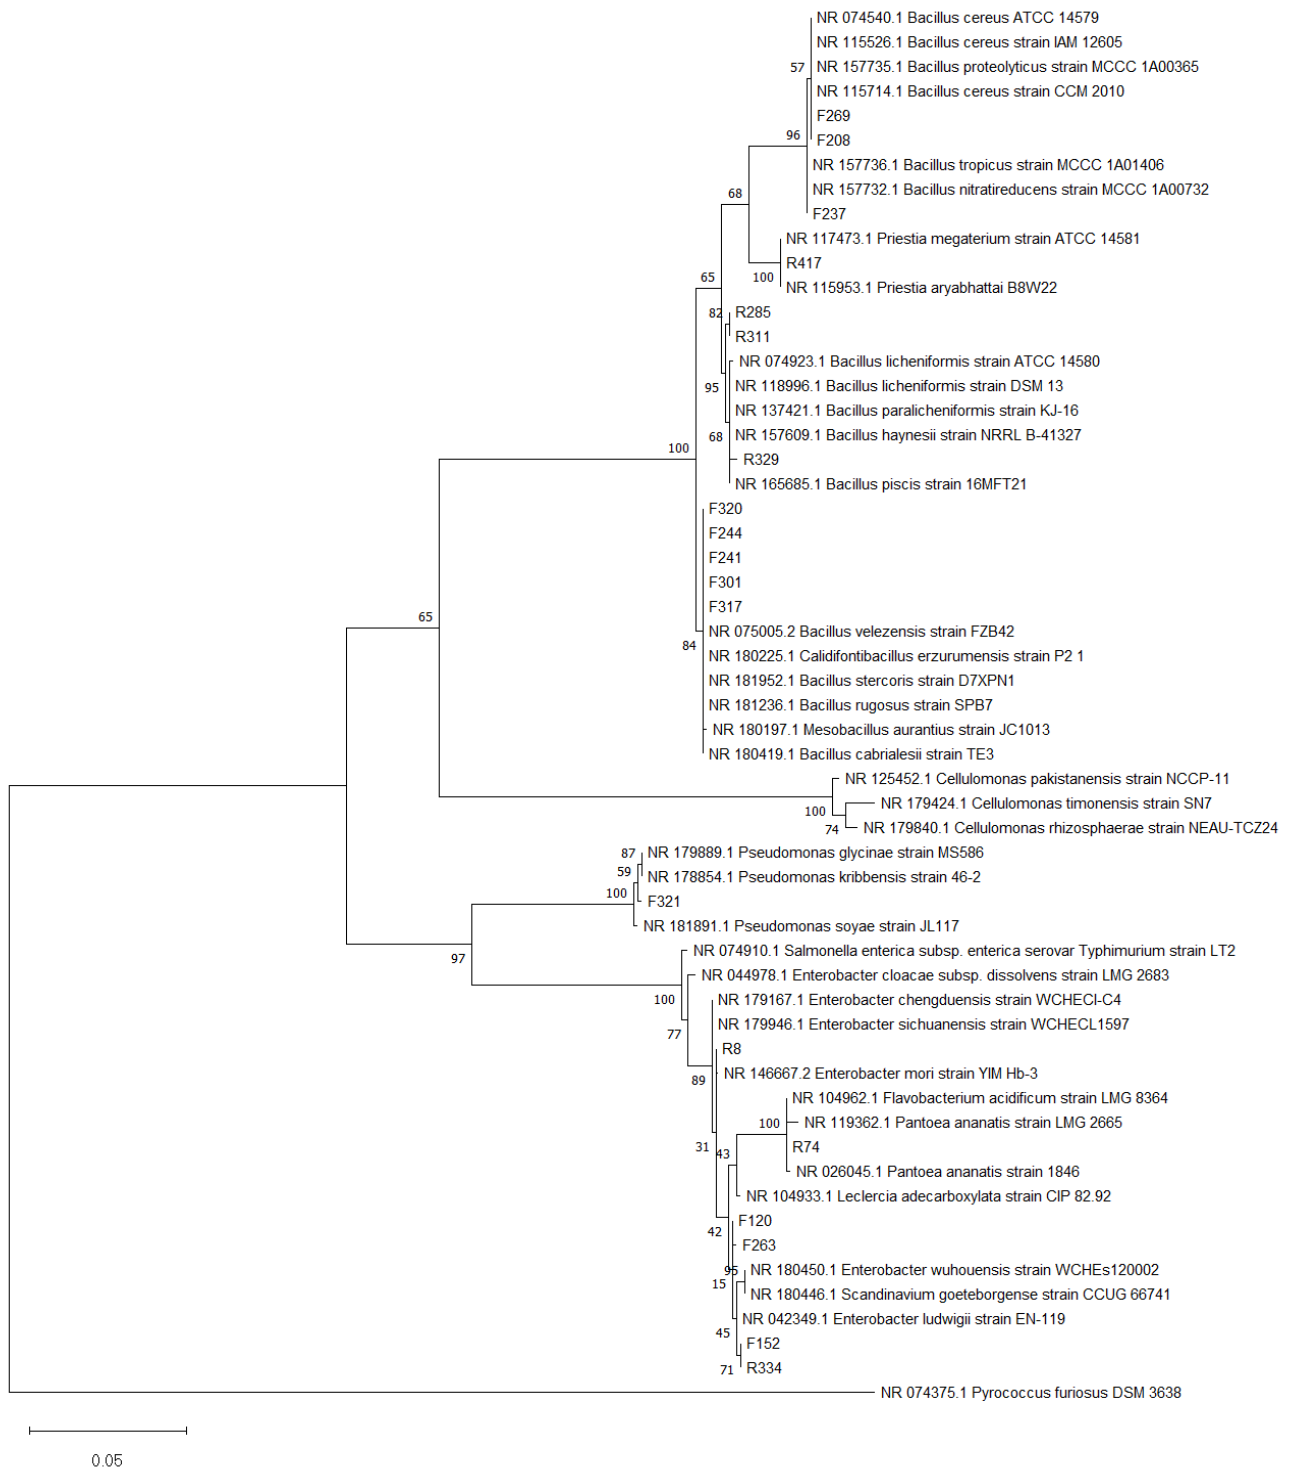 NR 074540.1 Bacillus cereus ATCC 14579
NR 115526.1 Bacillus cereus strain IAM 12605
57
NR 157735.1 Bacillus proteolyticus strain MCCC 1A00365
NR 115714.1 Bacillus cereus strain CCM 2010
F269
96
F208
NR 157736.1 Bacillus tropicus strain MCCC 1A01406
68
NR 157732.1 Bacillus nitratireducens strain MCCC 1A00732
F237
NR 117473.1 Priestia megaterium strain ATCC 14581
R417
65
100
NR 115953.1 Priestia aryabhattai B8W22
82
R285
R311
NR 074923.1 Bacillus licheniformis strain ATCC 14580
95
NR 118996.1 Bacillus licheniformis strain DSM 13
NR 137421.1 Bacillus paralicheniformis strain KJ-16
68
NR 157609.1 Bacillus haynesii strain NRRL B-41327
100
R329
NR 165685.1 Bacillus piscis strain 16MFT21
F320
F244
F241
F301
F317
65
NR 075005.2 Bacillus velezensis strain FZB42
84
NR 180225.1 Calidifontibacillus erzurumensis strain P2 1
NR 181952.1 Bacillus stercoris strain D7XPN1
NR 181236.1 Bacillus rugosus strain SPB7
NR 180197.1 Mesobacillus aurantius strain JC1013
NR 180419.1 Bacillus cabrialesii strain TE3
NR 125452.1 Cellulomonas pakistanensis strain NCCP-11
NR 179424.1 Cellulomonas timonensis strain SN7
100
74
NR 179840.1 Cellulomonas rhizosphaerae strain NEAU-TCZ24
87
NR 179889.1 Pseudomonas glycinae strain MS586
59
NR 178854.1 Pseudomonas kribbensis strain 46-2
100
F321
NR 181891.1 Pseudomonas soyae strain JL117
97
NR 074910.1 Salmonella enterica subsp. enterica serovar Typhimurium strain LT2
NR 044978.1 Enterobacter cloacae subsp. dissolvens strain LMG 2683
100
NR 179167.1 Enterobacter chengduensis strain WCHECl-C4
77
NR 179946.1 Enterobacter sichuanensis strain WCHECL1597
R8
89
NR 146667.2 Enterobacter mori strain YIM Hb-3
NR 104962.1 Flavobacterium acidificum strain LMG 8364
100
NR 119362.1 Pantoea ananatis strain LMG 2665
31
43
R74
NR 026045.1 Pantoea ananatis strain 1846
NR 104933.1 Leclercia adecarboxylata strain CIP 82.92
42
F120
F263
95
NR 180450.1 Enterobacter wuhouensis strain WCHEs120002
15
NR 180446.1 Scandinavium goeteborgense strain CCUG 66741
NR 042349.1 Enterobacter ludwigii strain EN-119
45
F152
71
R334
NR 074375.1 Pyrococcus furiosus DSM 3638
0.05